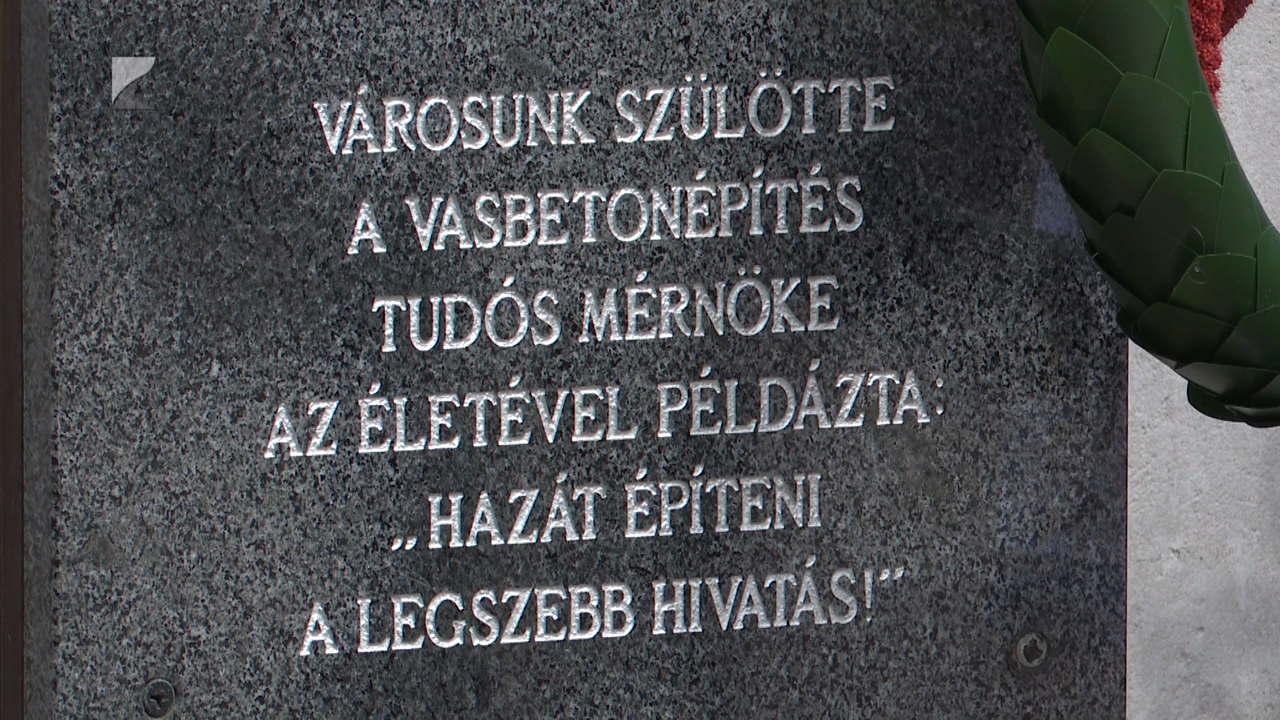 VÁROSUNK SZÜLÖTTE
A VASBETONÉPÍTÉS
TUDÓS MÉRNÖKE
AZ ÉLETÉVEL PÉLDÁZTA:
„HAZÁT ÉPÍTENI
A LEGSZEBB HIVATÁS!”